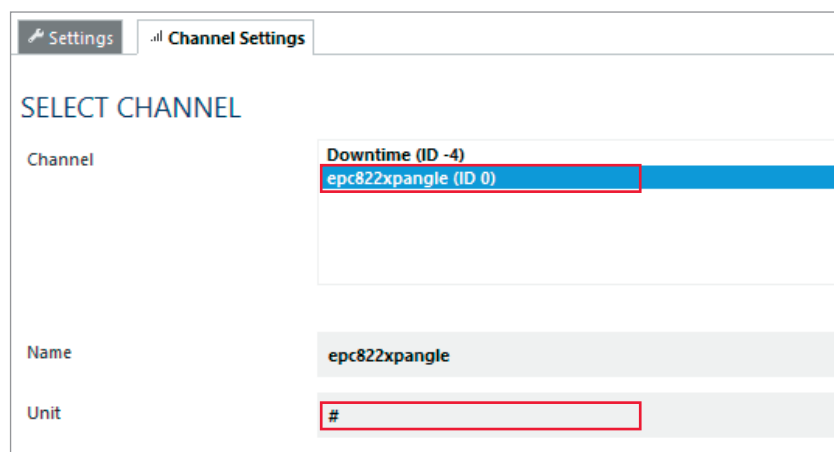 Settings
Channel Settings
SELECT CHANNEL
Channel
Downtime (ID -4)
epc822xpangle (ID 0)
Name
epc822xpangle
Unit
#